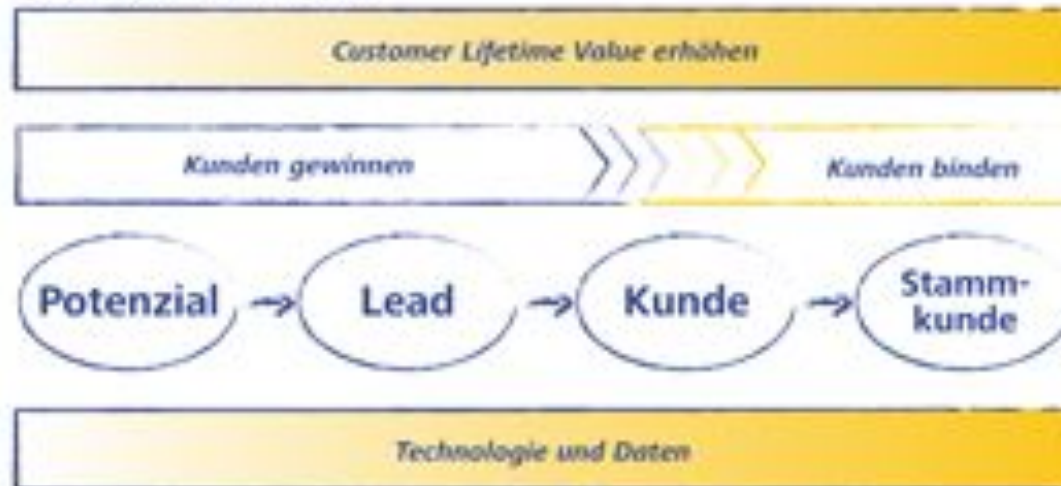 Customer Lifetime Value erhöhen
Kunden gewinnen
Kunden binden
Potenzial
Lead
Kunde
Stamm-
kunde
Technologie und Daten